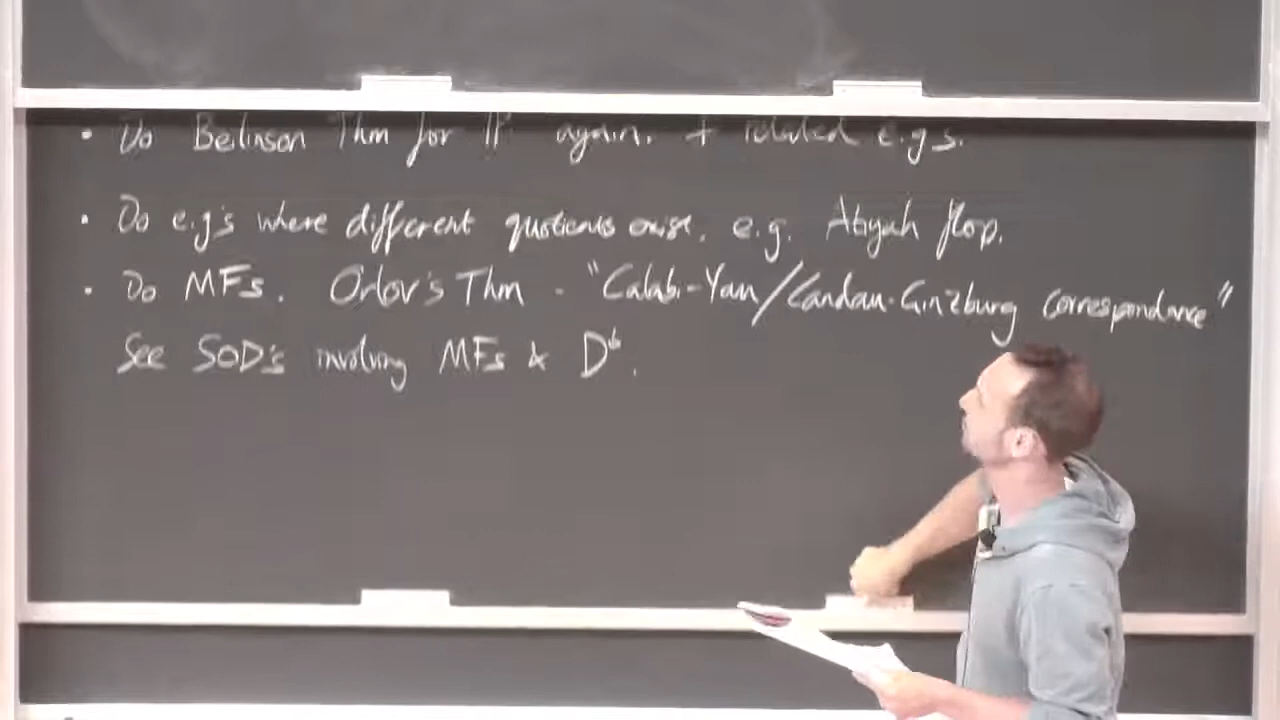 · Do Beilinson Thm for ℙ again. + related e.g.s.
· Do e.g.'s where different quotients exist. e.g. Atiyah flop.
· Do MFs. Orlov's Thm - "Calabi-Yau/Landau-Ginzburg correspondance"
See SOD's involving MFs & Dᵇ.